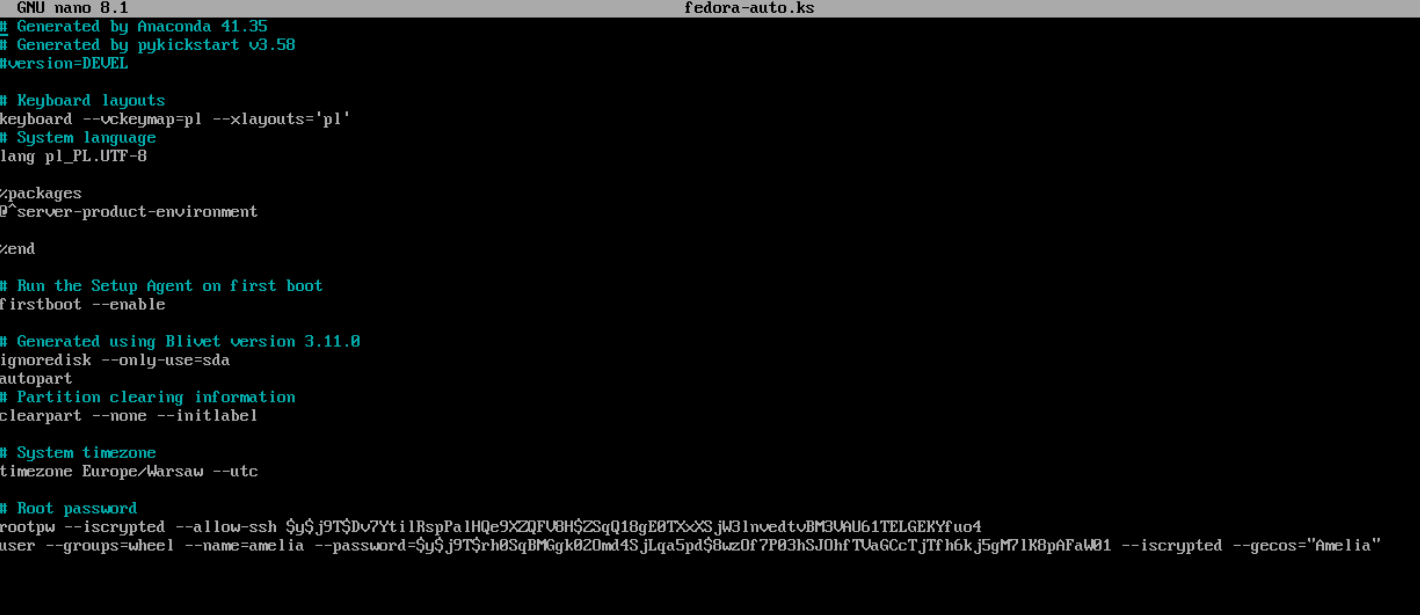 GNU nano 8.1 fedora-auto.ks
# Generated by Anaconda 41.35
# Generated by pykickstart v3.58
#version=DEVEL
# Keyboard layouts
keyboard --vckeymap=pl --xlayouts='pl'
# System language
lang pl_PL.UTF-8
%packages
@^server-product-environment
%end
# Run the Setup Agent on first boot
firstboot --enable
# Generated using Blivet version 3.11.0
ignoredisk --only-use=sda
autopart
# Partition clearing information
clearpart --none --initlabel
# System timezone
timezone Europe/Warsaw --utc
# Root password
rootpw --iscrypted --allow-ssh $y$j9T$Dv7YtilRspPalHQe9XZQFV8H$ZSqQ18gE0TXxXSjW3lnvedtvBM3VAU61TELGEKYfuo4
user --groups=wheel --name=amelia --password=$y$j9T$rh0SqBMGgk02Omd4SjLqa5pd$8wzOf7P03hSJOhfTVaGCcTjTfh6kj5gM7lK8pAFaW01 --iscrypted --gecos="Amelia"